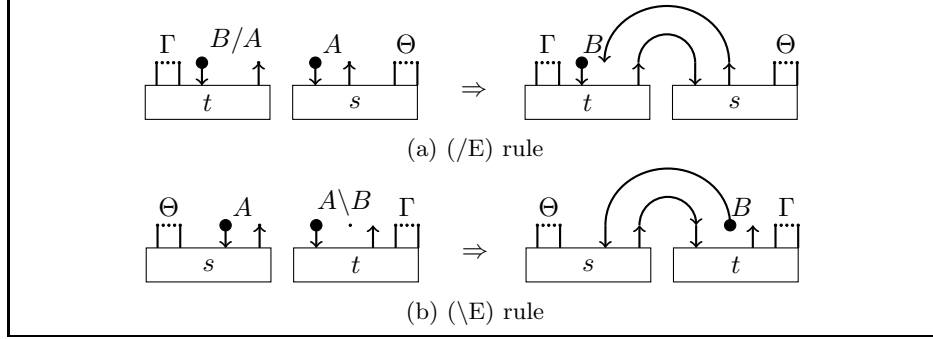 Γ B/A A Θ Γ B Θ
t s ⇒ t s
(a) (/E) rule
Θ A A\B Γ Θ B Γ
s t ⇒ s t
(b) (\E) rule